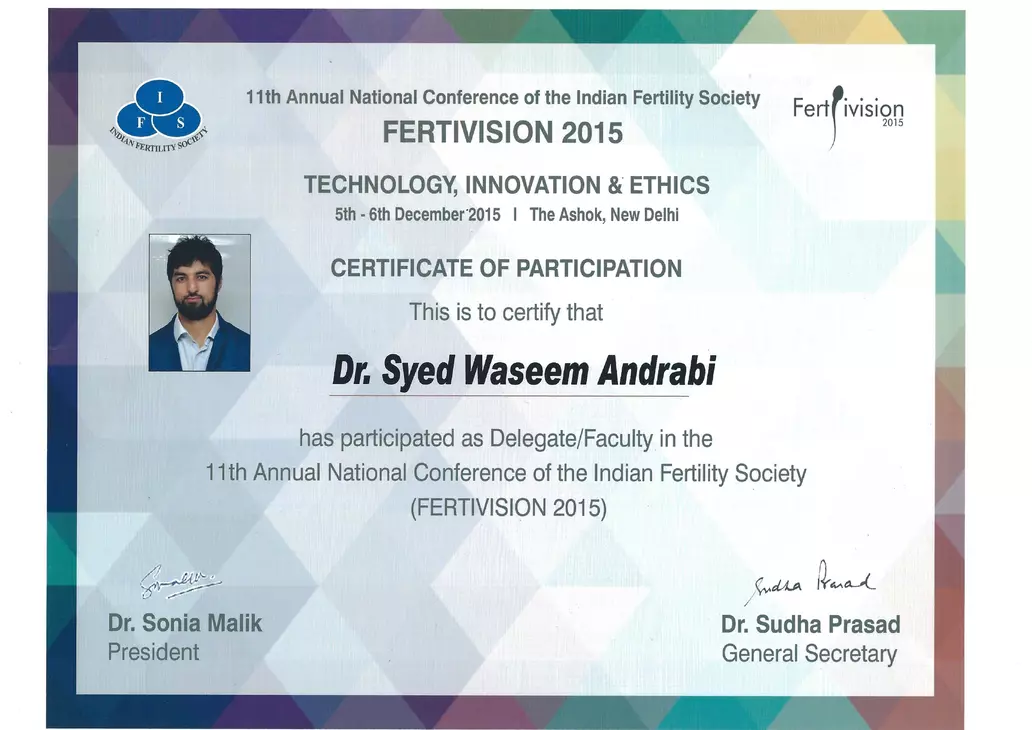 I
F S
INDIAN FERTILITY SOCIETY
11th Annual National Conference of the Indian Fertility Society
FERTIVISION 2015
Fertivision
2015
TECHNOLOGY, INNOVATION & ETHICS
5th - 6th December 2015 I The Ashok, New Delhi
CERTIFICATE OF PARTICIPATION
This is to certify that
Dr. Syed Waseem Andrabi
has participated as Delegate/Faculty in the
11th Annual National Conference of the Indian Fertility Society
(FERTIVISION 2015)
Sudha Prasad
Dr. Sonia Malik
President
Dr. Sudha Prasad
General Secretary